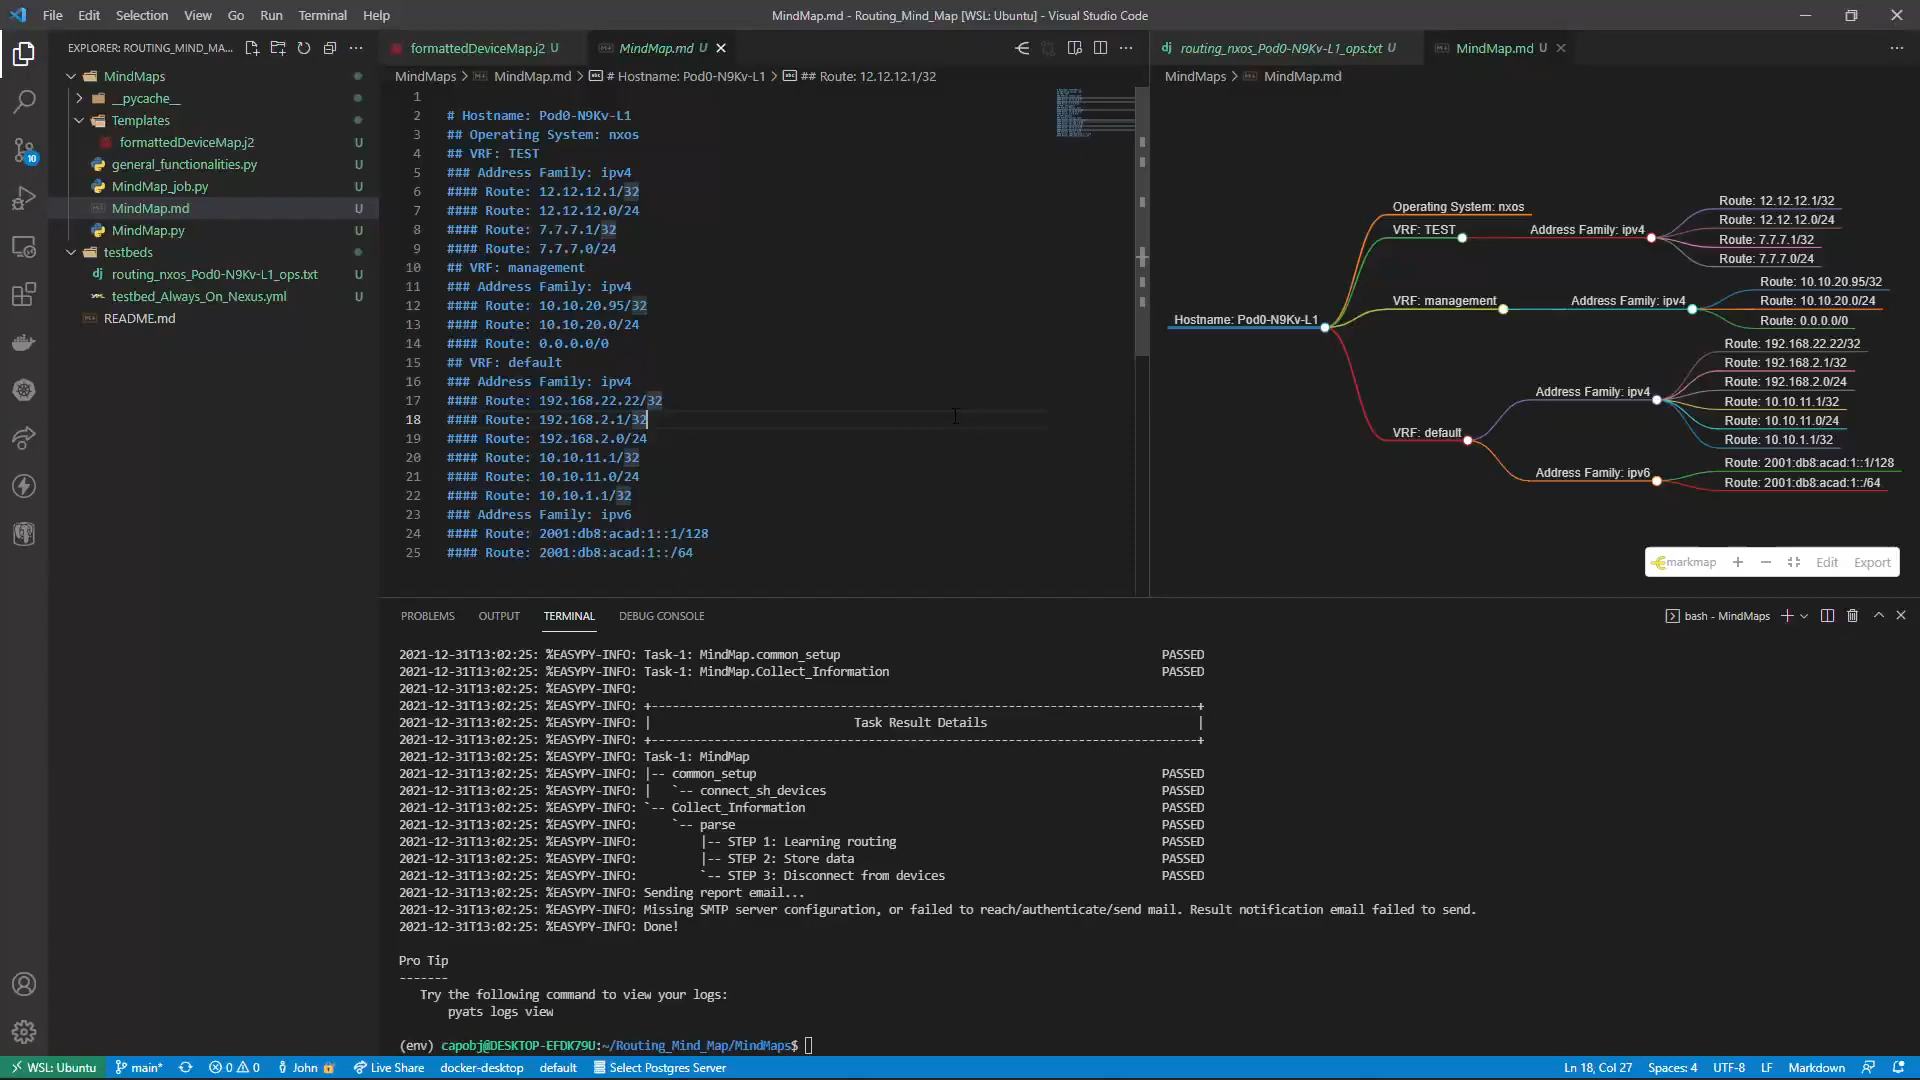 File Edit Selection View Go Run Terminal Help
MindMap.md - Routing_Mind_Map [WSL: Ubuntu] - Visual Studio Code
EXPLORER: ROUTING_MIND_MA...
MindMaps
__pycache__
Templates
formattedDeviceMap.j2 U
general_functionalities.py U
MindMap_job.py U
MindMap.md U
MindMap.py U
testbeds
routing_nxos_Pod0-N9Kv-L1_ops.txt U
testbed_Always_On_Nexus.yml U
README.md
10
formattedDeviceMap.j2 U MindMap.md U
MindMaps > MindMap.md > # Hostname: Pod0-N9Kv-L1 > ## Route: 12.12.12.1/32
1
2 # Hostname: Pod0-N9Kv-L1
3 ## Operating System: nxos
4 ## VRF: TEST
5 ### Address Family: ipv4
6 #### Route: 12.12.12.1/32
7 #### Route: 12.12.12.0/24
8 #### Route: 7.7.7.1/32
9 #### Route: 7.7.7.0/24
10 ## VRF: management
11 ### Address Family: ipv4
12 #### Route: 10.10.20.95/32
13 #### Route: 10.10.20.0/24
14 #### Route: 0.0.0.0/0
15 ## VRF: default
16 ### Address Family: ipv4
17 #### Route: 192.168.22.22/32
18 #### Route: 192.168.2.1/32
19 #### Route: 192.168.2.0/24
20 #### Route: 10.10.11.1/32
21 #### Route: 10.10.11.0/24
22 #### Route: 10.10.1.1/32
23 ### Address Family: ipv6
24 #### Route: 2001:db8:acad:1::1/128
25 #### Route: 2001:db8:acad:1::/64
dj routing_nxos_Pod0-N9Kv-L1_ops.txt U MindMap.md U
MindMaps > MindMap.md
Hostname: Pod0-N9Kv-L1
Operating System: nxos
VRF: TEST
Address Family: ipv4
Route: 12.12.12.1/32
Route: 12.12.12.0/24
Route: 7.7.7.1/32
Route: 7.7.7.0/24
VRF: management
Address Family: ipv4
Route: 10.10.20.95/32
Route: 10.10.20.0/24
Route: 0.0.0.0/0
VRF: default
Address Family: ipv4
Route: 192.168.22.22/32
Route: 192.168.2.1/32
Route: 192.168.2.0/24
Route: 10.10.11.1/32
Route: 10.10.11.0/24
Route: 10.10.1.1/32
Address Family: ipv6
Route: 2001:db8:acad:1::1/128
Route: 2001:db8:acad:1::/64
markmap + − Edit Export
PROBLEMS OUTPUT TERMINAL DEBUG CONSOLE
bash - MindMaps
2021-12-31T13:02:25: %EASYPY-INFO: Task-1: MindMap.common_setup PASSED
2021-12-31T13:02:25: %EASYPY-INFO: Task-1: MindMap.Collect_Information PASSED
2021-12-31T13:02:25: %EASYPY-INFO:
2021-12-31T13:02:25: %EASYPY-INFO: +------------------------------------------------------------------------------+
2021-12-31T13:02:25: %EASYPY-INFO: | Task Result Details |
2021-12-31T13:02:25: %EASYPY-INFO: +------------------------------------------------------------------------------+
2021-12-31T13:02:25: %EASYPY-INFO: Task-1: MindMap
2021-12-31T13:02:25: %EASYPY-INFO: |-- common_setup PASSED
2021-12-31T13:02:25: %EASYPY-INFO: | `-- connect_sh_devices PASSED
2021-12-31T13:02:25: %EASYPY-INFO: `-- Collect_Information PASSED
2021-12-31T13:02:25: %EASYPY-INFO: `-- parse PASSED
2021-12-31T13:02:25: %EASYPY-INFO: |-- STEP 1: Learning routing PASSED
2021-12-31T13:02:25: %EASYPY-INFO: |-- STEP 2: Store data PASSED
2021-12-31T13:02:25: %EASYPY-INFO: `-- STEP 3: Disconnect from devices PASSED
2021-12-31T13:02:25: %EASYPY-INFO: Sending report email...
2021-12-31T13:02:25: %EASYPY-INFO: Missing SMTP server configuration, or failed to reach/authenticate/send mail. Result notification email failed to send.
2021-12-31T13:02:25: %EASYPY-INFO: Done!
Pro Tip
-------
Try the following command to view your logs:
pyats logs view
(env) capobj@DESKTOP-EFDK79U:~/Routing_Mind_Map/MindMaps$
WSL: Ubuntu main* 0 0 John Live Share docker-desktop default Select Postgres Server Ln 18, Col 27 Spaces: 4 UTF-8 LF Markdown